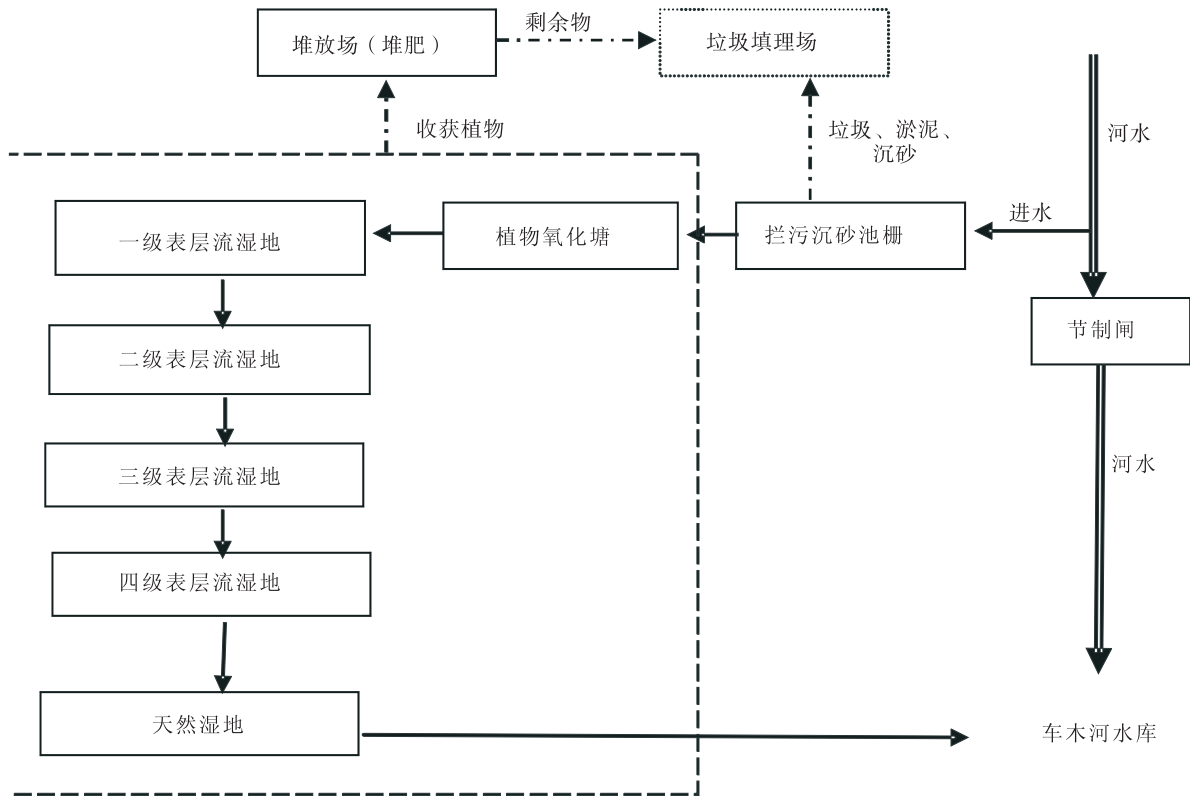 堆放场（堆肥）
剩余物
垃圾填理场
收获植物
垃圾、淤泥、
沉砂
河水
进水
一级表层流湿地
植物氧化塘
拦污沉砂池栅
节制闸
二级表层流湿地
河水
三级表层流湿地
四级表层流湿地
天然湿地
车木河水库